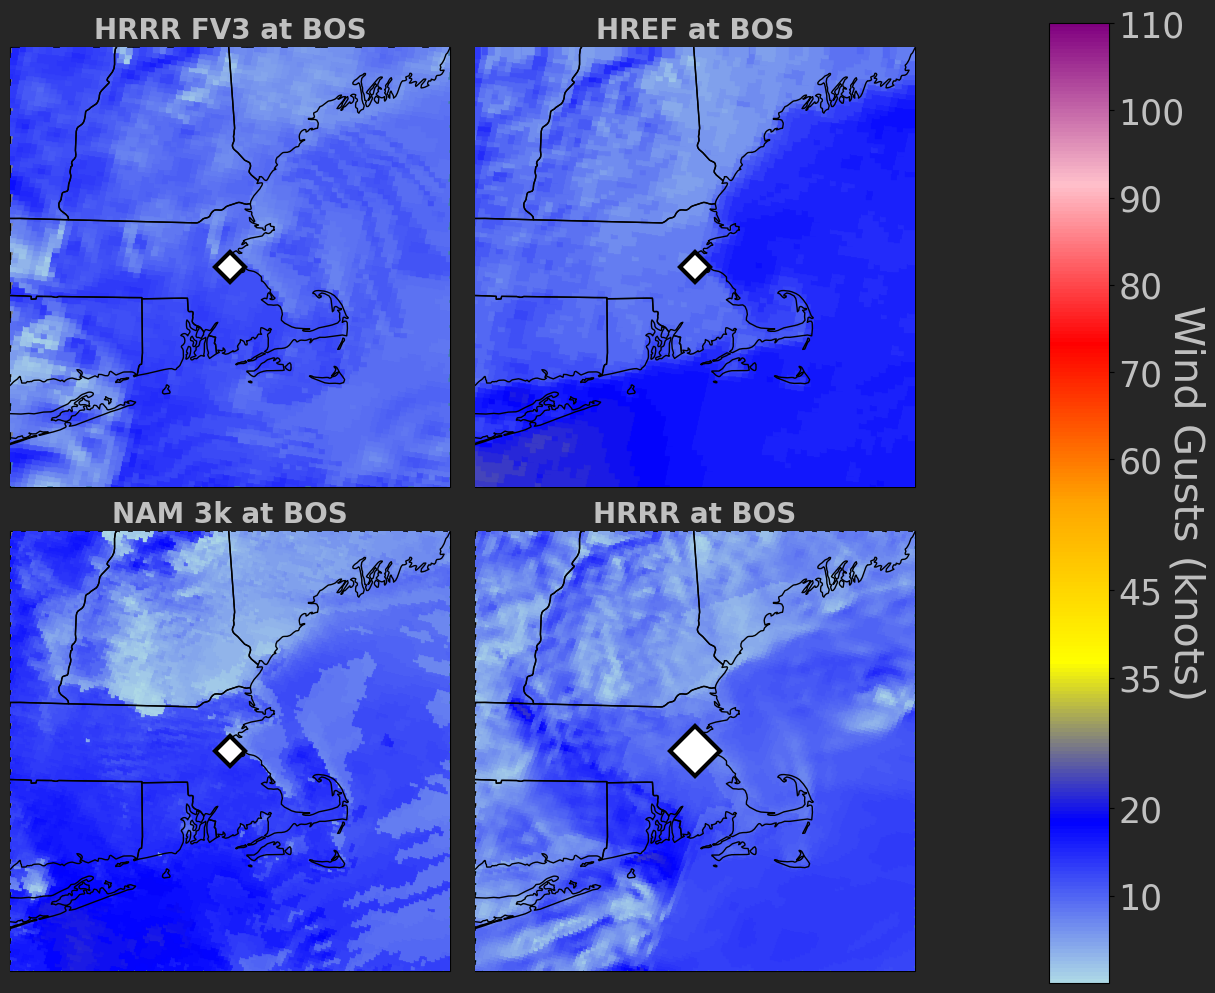 HRRR FV3 at BOS
HREF at BOS
NAM 3k at BOS
HRRR at BOS
110
100
90
80
70
60
45
35
20
10
Wind Gusts (knots)